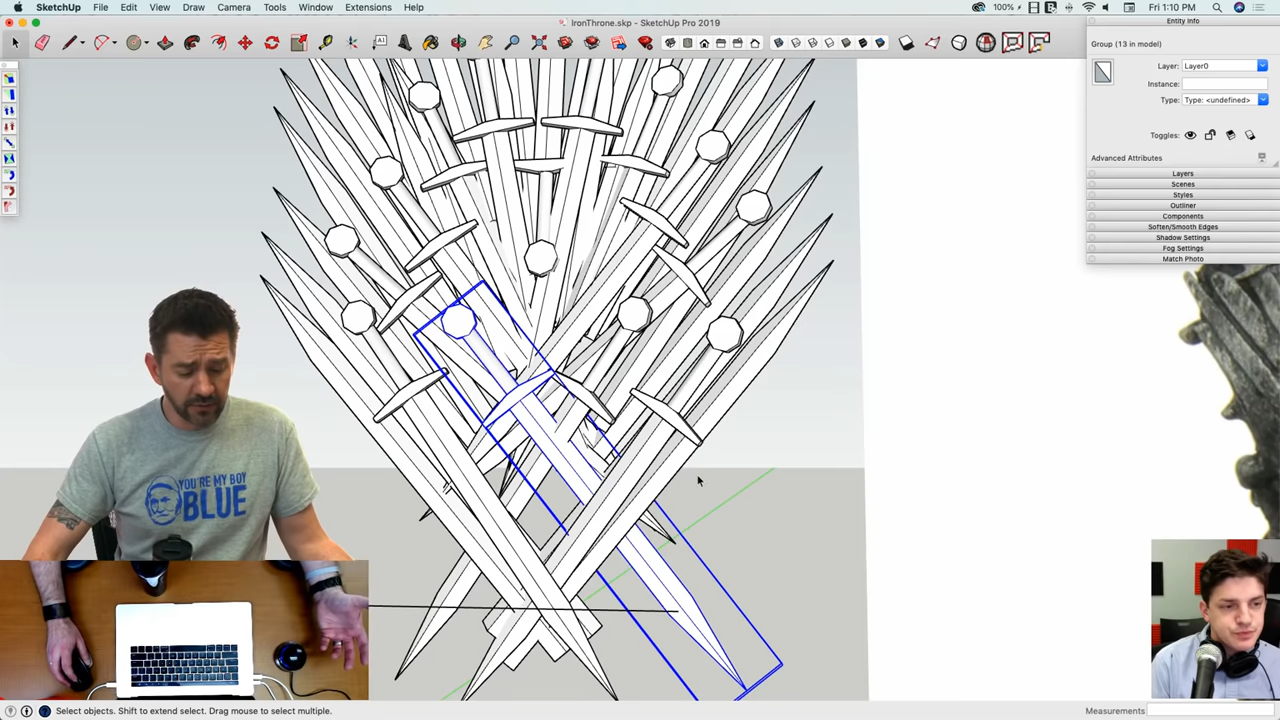 SketchUp File Edit View Draw Camera Tools Window Extensions Help
100% Fri 1:10 PM
IronThrone.skp - SketchUp Pro 2019
Entity Info
Group (13 in model)
Layer: Layer0
Instance:
Type: Type: <undefined>
Toggles:
Advanced Attributes
Layers
Scenes
Styles
Outliner
Components
Soften/Smooth Edges
Shadow Settings
Fog Settings
Match Photo
YOU'RE MY BOY
BLUE
Select objects. Shift to extend select. Drag mouse to select multiple.
Measurements